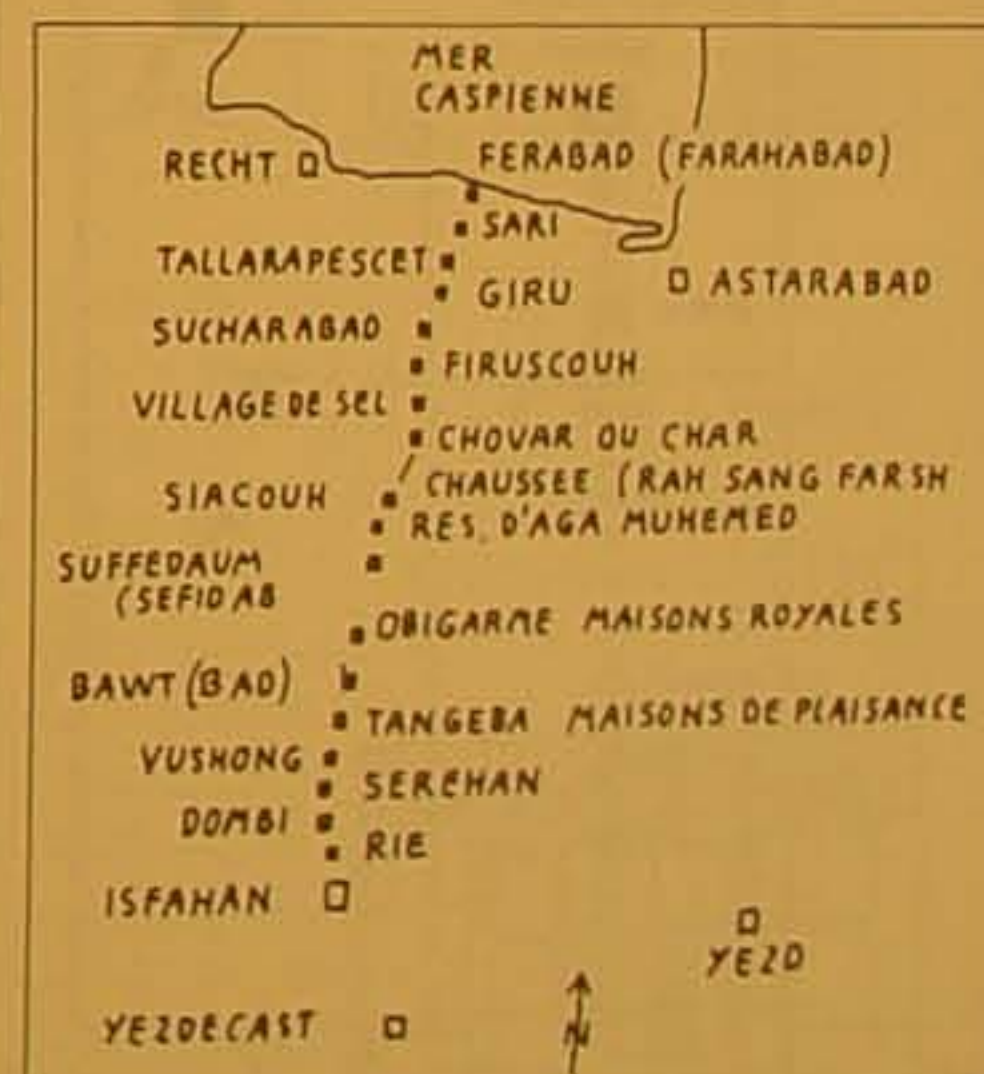 MER
CASPIENNE
RECHT
FERABAD (FARAHABAD)
SARI
TALLARAPESCET
GIRU
ASTARABAD
SUCHARABAD
FIRUSCOUH
VILLAGE DE SEL
CHOVAR OU CHAR
CHAUSSEE (RAH SANG FARSH
SIACOUH
RES. D'AGA MUHEMED
SUFFEDAUM
(SEFID AB
OBIGARME MAISONS ROYALES
BAWT (BAD)
TANGEBA MAISONS DE PLAISANCE
VUSHONG
SEREHAN
DOMBI
RIE
ISFAHAN
YEZD
YEZDECAST
N